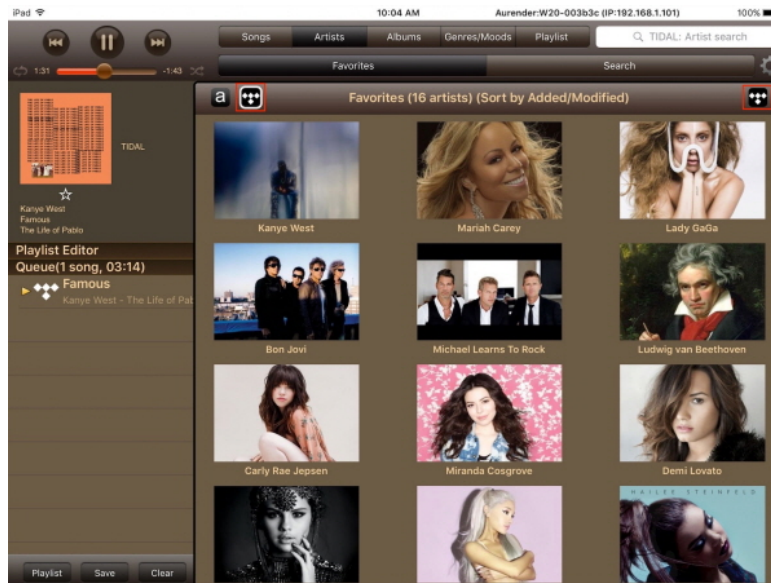 iPad
10:04 AM
Aurender:W20-003b3c (IP:192.168.1.101)
100%
Songs
Artists
Albums
Genres/Moods
Playlist
TIDAL: Artist search
1:31
-1:43
Favorites
Search
a
Favorites (16 artists) (Sort by Added/Modified)
TIDAL
Kanye West
Famous
The Life of Pablo
Playlist Editor
Queue(1 song, 03:14)
Famous
Kanye West - The Life of Pat
Kanye West
Mariah Carey
Lady GaGa
Bon Jovi
Michael Learns To Rock
Ludwig van Beethoven
Carly Rae Jepsen
Miranda Cosgrove
Demi Lovato
HAILEE STEINFELD
Playlist
Save
Clear